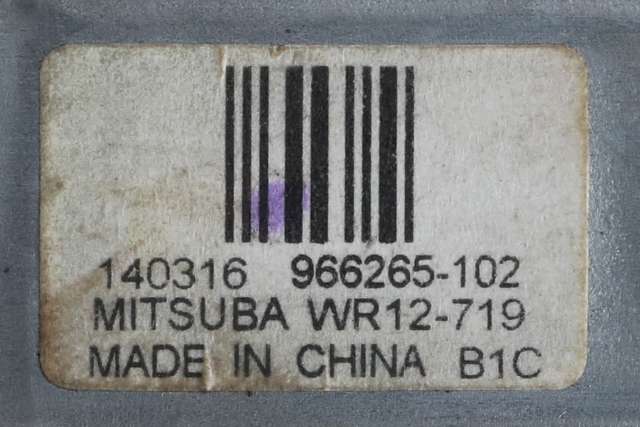 140316 966265-102
MITSUBA WR12-719
MADE IN CHINA B1C